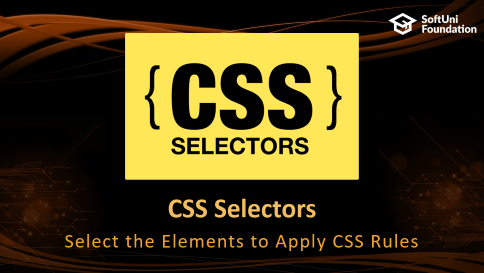 SoftUni
Foundation
{ CSS }
SELECTORS
CSS Selectors
Select the Elements to Apply CSS Rules